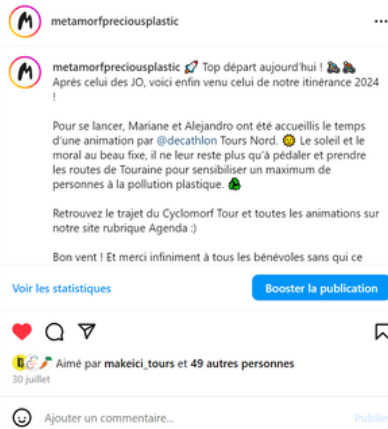 metamorfpreciousplastic
metamorfpreciousplastic 🚀 Top départ aujourd'hui ! 🚴🚴
Après celui des JO, voici enfin venu celui de notre itinérance 2024
!
Pour se lancer, Mariane et Alejandro ont été accueillis le temps
d'une animation par @decathlon Tours Nord. 🌞 Le soleil et le
moral au beau fixe, il ne leur reste plus qu'à pédaler et prendre
les routes de Touraine pour sensibiliser un maximum de
personnes à la pollution plastique. ♻️
Retrouvez le trajet du Cyclomorf Tour et toutes les animations sur
notre site rubrique Agenda :)
Bon vent ! Et merci infiniment à tous les bénévoles sans qui ce
Voir les statistiques
Booster la publication
Aimé par makeici_tours et 49 autres personnes
30 juillet
Ajouter un commentaire...
Publier